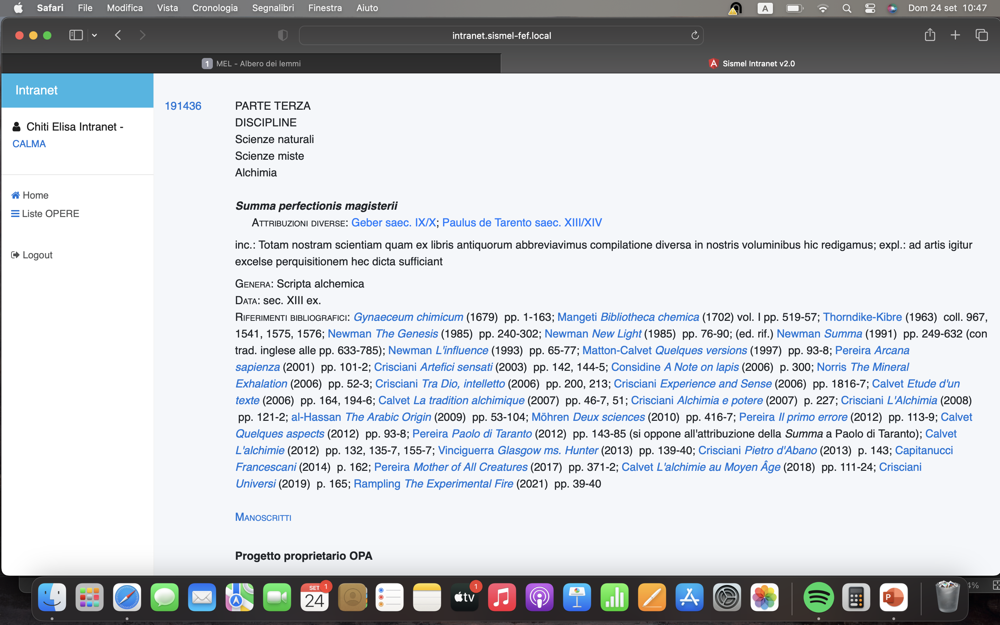 Safari File Modifica Vista Cronologia Segnalibri Finestra Aiuto A Dom 24 set 10:47
intranet.sismel-fef.local
1 MEL - Albero dei lemmi
Sismel Intranet v2.0
Intranet
Chiti Elisa Intranet -
CALMA
Home
Liste OPERE
Logout
191436
PARTE TERZA
DISCIPLINE
Scienze naturali
Scienze miste
Alchimia
Summa perfectionis magisterii
ATTRIBUZIONI DIVERSE: Geber saec. IX/X; Paulus de Tarento saec. XIII/XIV
inc.: Totam nostram scientiam quam ex libris antiquorum abbreviavimus compilatione diversa in nostris voluminibus hic redigamus; expl.: ad artis igitur
excelse perquisitionem hec dicta sufficiant
GENERA: Scripta alchemica
DATA: sec. XIII ex.
RIFERIMENTI BIBLIOGRAFICI: Gynaeceum chimicum (1679) pp. 1-163; Mangeti Bibliotheca chemica (1702) vol. I pp. 519-57; Thorndike-Kibre (1963) coll. 967,
1541, 1575, 1576; Newman The Genesis (1985) pp. 240-302; Newman New Light (1985) pp. 76-90; (ed. rif.) Newman Summa (1991) pp. 249-632 (con
trad. inglese alle pp. 633-785); Newman L'influence (1993) pp. 65-77; Matton-Calvet Quelques versions (1997) pp. 93-8; Pereira Arcana
sapienza (2001) pp. 101-2; Crisciani Artefici sensati (2003) pp. 142, 144-5; Considine A Note on lapis (2006) p. 300; Norris The Mineral
Exhalation (2006) pp. 52-3; Crisciani Tra Dio, intelletto (2006) pp. 200, 213; Crisciani Experience and Sense (2006) pp. 1816-7; Calvet Etude d'un
texte (2006) pp. 164, 194-6; Calvet La tradition alchimique (2007) pp. 46-7, 51; Crisciani Alchimia e potere (2007) p. 227; Crisciani L'Alchimia (2008)
pp. 121-2; al-Hassan The Arabic Origin (2009) pp. 53-104; Möhren Deux sciences (2010) pp. 416-7; Pereira Il primo errore (2012) pp. 113-9; Calvet
Quelques aspects (2012) pp. 93-8; Pereira Paolo di Taranto (2012) pp. 143-85 (si oppone all'attribuzione della Summa a Paolo di Taranto); Calvet
L'alchimie (2012) pp. 132, 135-7, 155-7; Vinciguerra Glasgow ms. Hunter (2013) pp. 139-40; Crisciani Pietro d'Abano (2013) p. 143; Capitanucci
Francescani (2014) p. 162; Pereira Mother of All Creatures (2017) pp. 371-2; Calvet L'alchimie au Moyen Âge (2018) pp. 111-24; Crisciani
Universi (2019) p. 165; Rampling The Experimental Fire (2021) pp. 39-40
MANOSCRITTI
Progetto proprietario OPA
SET 1
24
tv 1
P
4%